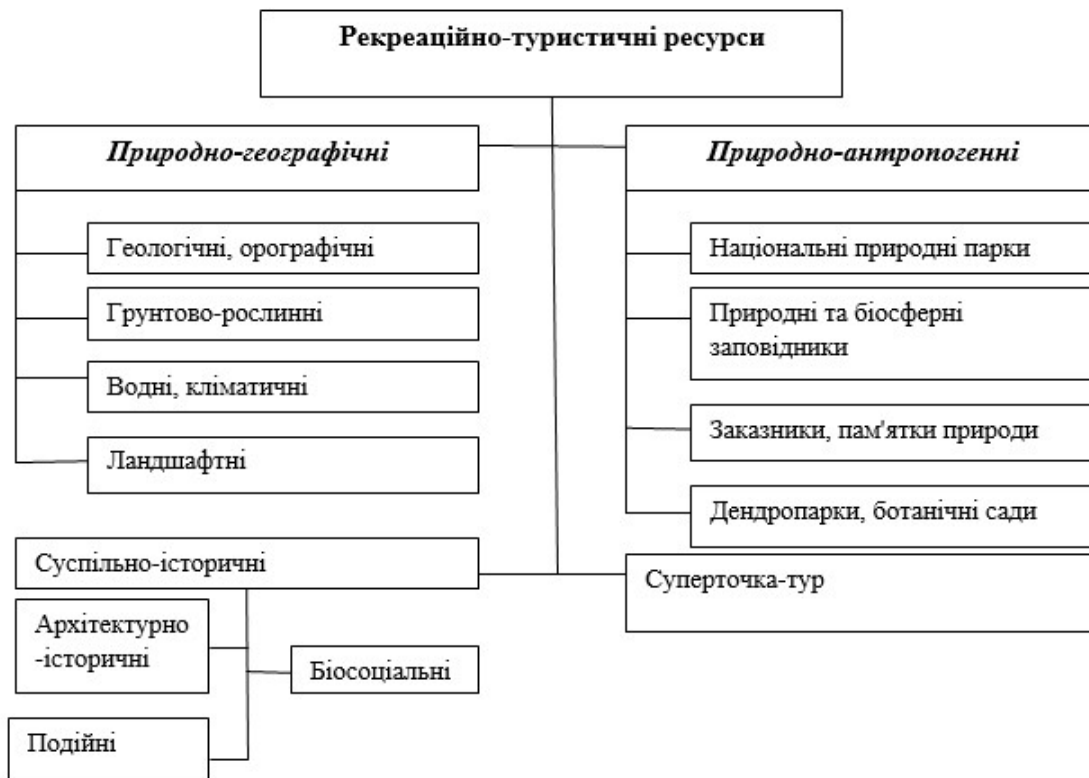 Рекреаційно-туристичні ресурси
Природно-географічні
Природно-антропогенні
Геологічні, орографічні
Національні природні парки
Грунтово-рослинні
Природні та біосферні
заповідники
Водні, кліматичні
Заказники, пам'ятки природи
Ландшафтні
Дендропарки, ботанічні сади
Суспільно-історичні
Суперточка-тур
Архітектурно
-історичні
Біосоціальні
Подійні